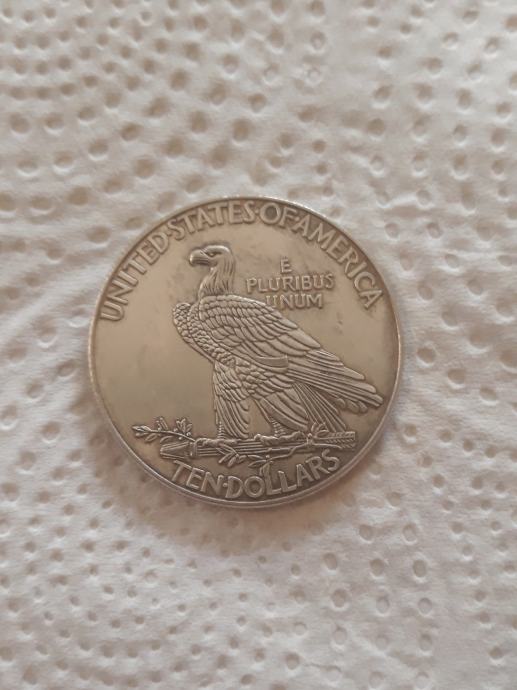 UNITED·STATES·OF·AMERICA
E
PLURIBUS
UNUM
TEN·DOLLARS